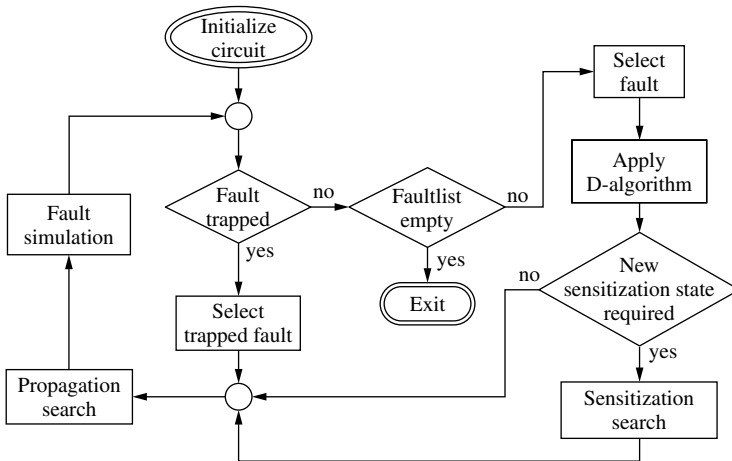 Initialize
circuit
Select
fault
Apply
D-algorithm
Fault
trapped
no
Faultlist
empty
no
Fault
simulation
yes
yes
Exit
no
New
sensitization state
required
Select
trapped fault
yes
Propagation
search
Sensitization
search